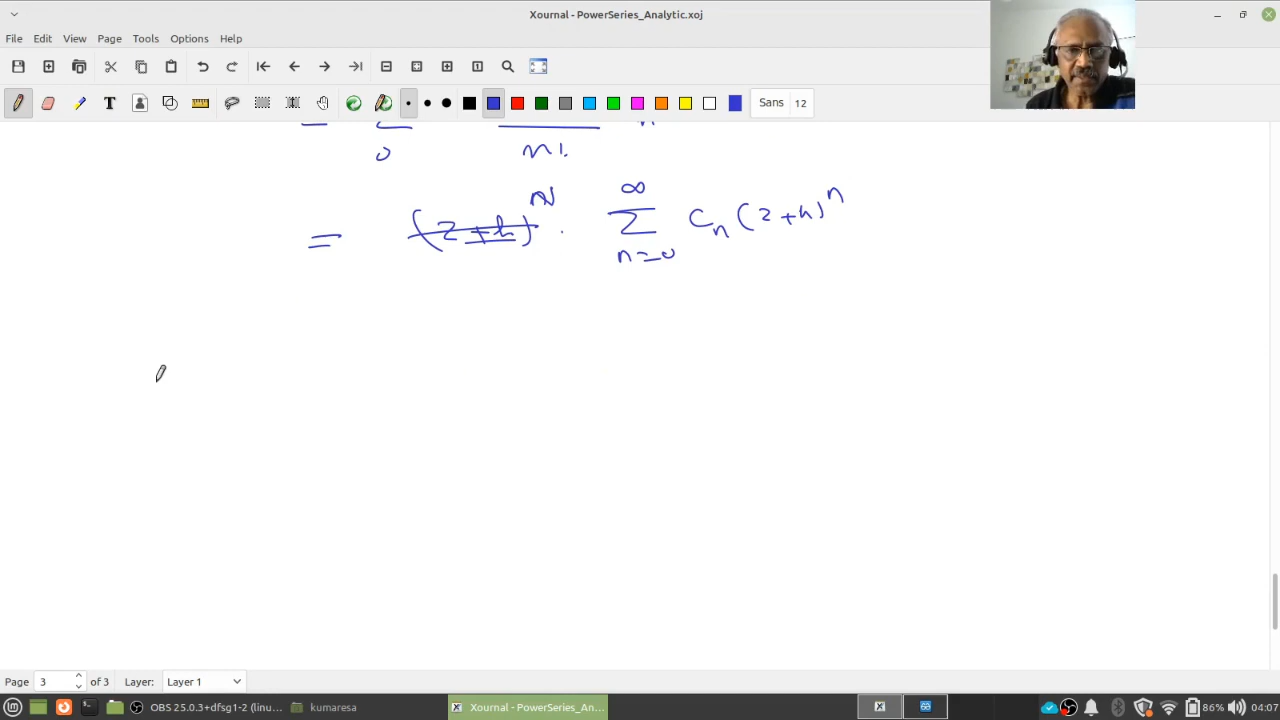 Xournal - PowerSeries_Analytic.xoj
File Edit View Page Tools Options Help
Sans 12
= Σ
0 n!
= (z+h)^N . Σ_{n=0}^{∞} C_n (z+h)^n
Page 3 of 3 Layer: Layer 1
OBS 25.0.3+dfsg1-2 (linu... kumaresa Xournal - PowerSeries_An... 86% 04:07